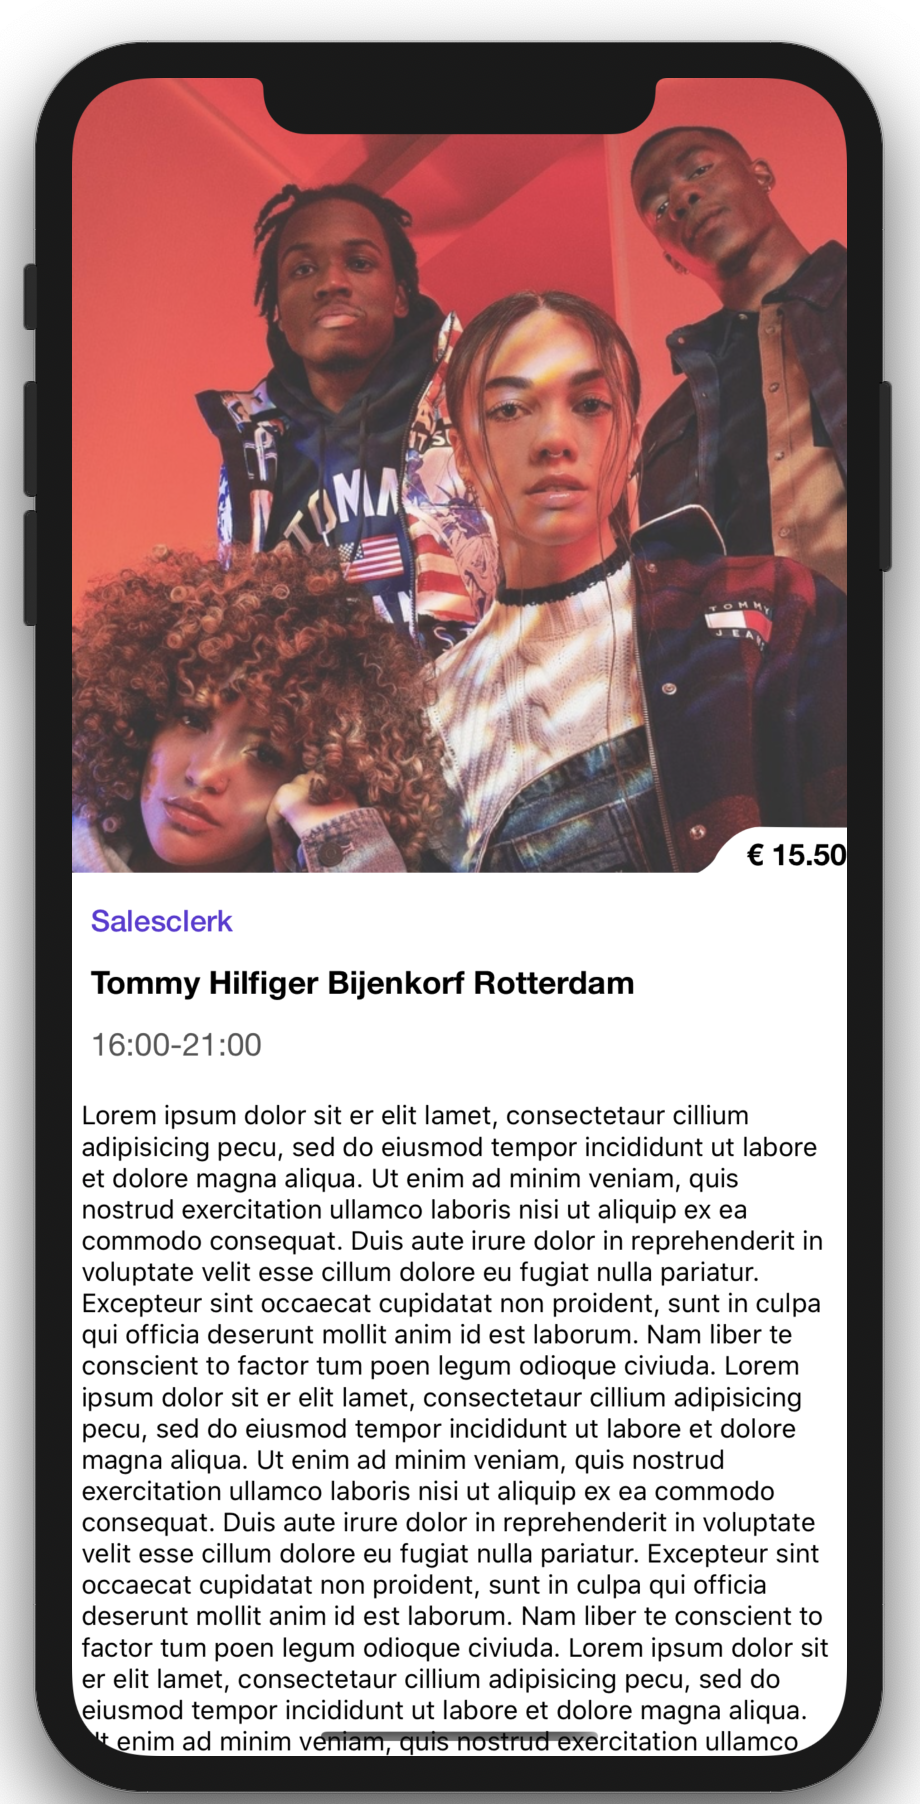 TOMM
TOMMY
JEAN
€ 15.50
Salesclerk
Tommy Hilfiger Bijenkorf Rotterdam
16:00-21:00
Lorem ipsum dolor sit er elit lamet, consectetaur cillium
adipisicing pecu, sed do eiusmod tempor incididunt ut labore
et dolore magna aliqua. Ut enim ad minim veniam, quis
nostrud exercitation ullamco laboris nisi ut aliquip ex ea
commodo consequat. Duis aute irure dolor in reprehenderit in
voluptate velit esse cillum dolore eu fugiat nulla pariatur.
Excepteur sint occaecat cupidatat non proident, sunt in culpa
qui officia deserunt mollit anim id est laborum. Nam liber te
conscient to factor tum poen legum odioque civiuda. Lorem
ipsum dolor sit er elit lamet, consectetaur cillium adipisicing
pecu, sed do eiusmod tempor incididunt ut labore et dolore
magna aliqua. Ut enim ad minim veniam, quis nostrud
exercitation ullamco laboris nisi ut aliquip ex ea commodo
consequat. Duis aute irure dolor in reprehenderit in voluptate
velit esse cillum dolore eu fugiat nulla pariatur. Excepteur sint
occaecat cupidatat non proident, sunt in culpa qui officia
deserunt mollit anim id est laborum. Nam liber te conscient to
factor tum poen legum odioque civiuda. Lorem ipsum dolor sit
er elit lamet, consectetaur cillium adipisicing pecu, sed do
eiusmod tempor incididunt ut labore et dolore magna aliqua.
Ut enim ad minim veniam, quis nostrud exercitation ullamco